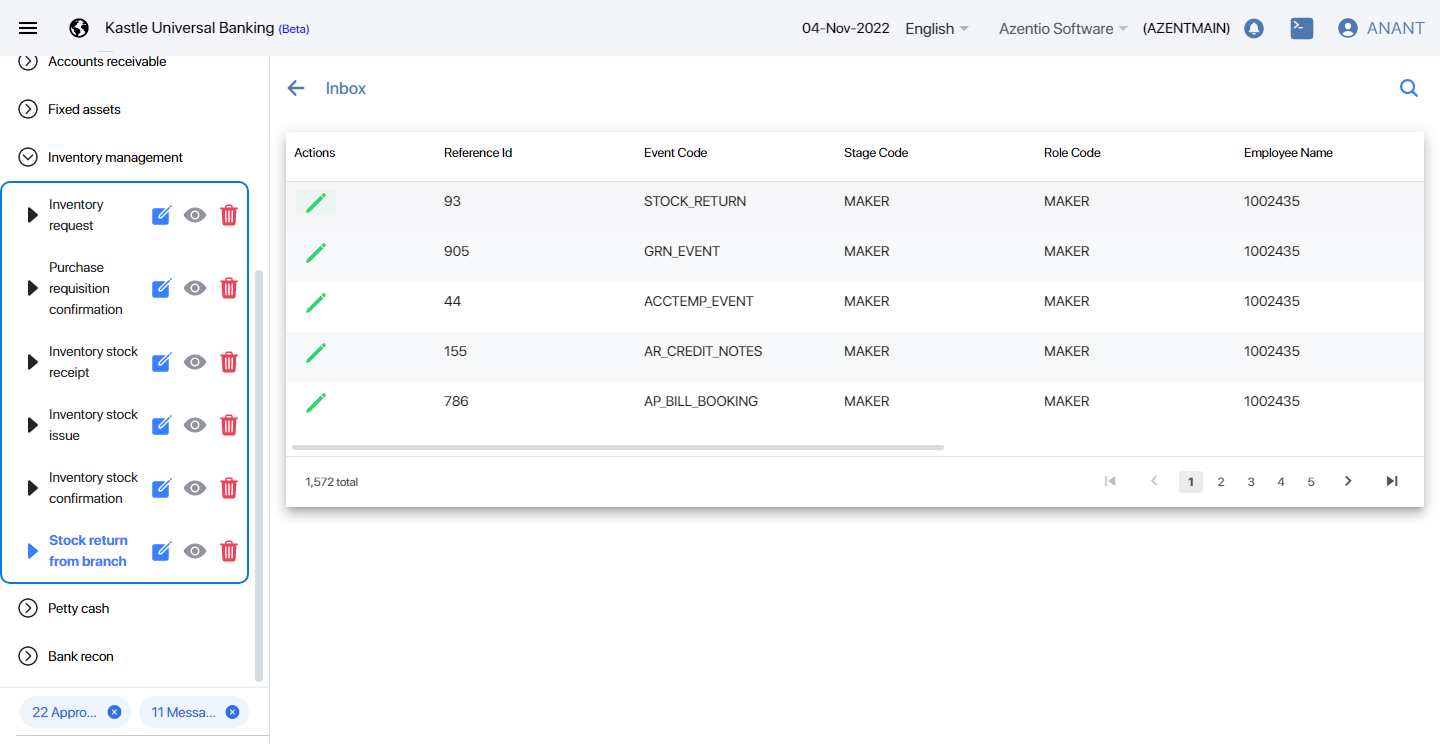 Kastle Universal Banking (Beta)
04-Nov-2022
English
Azentio Software
(AZENTMAIN)
ANANT
Accounts receivable
Fixed assets
Inventory management
Inventory
request
Purchase
requisition
confirmation
Inventory stock
receipt
Inventory stock
issue
Inventory stock
confirmation
Stock return
from branch
Petty cash
Bank recon
22 Appro...
11 Messa...
Inbox
Actions Reference Id Event Code Stage Code Role Code Employee Name
93 STOCK_RETURN MAKER MAKER 1002435
905 GRN_EVENT MAKER MAKER 1002435
44 ACCTEMP_EVENT MAKER MAKER 1002435
155 AR_CREDIT_NOTES MAKER MAKER 1002435
786 AP_BILL_BOOKING MAKER MAKER 1002435
1,572 total
1 2 3 4 5